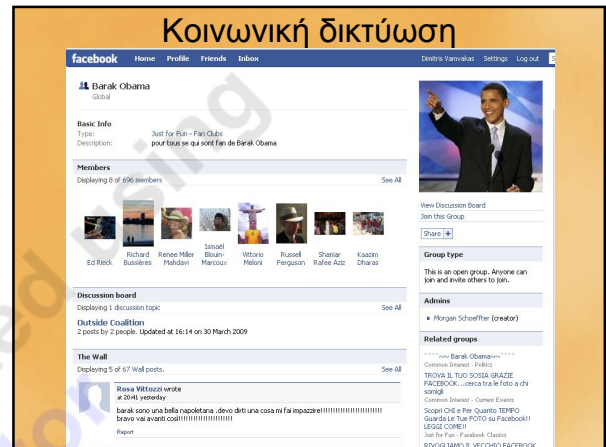 Κοινωνική δικτύωση
facebook Home Profile Friends Inbox
Dimitris Vamvakas Settings Log out
Barak Obama
Global
Basic Info
Type: Just for Fun - Fan Clubs
Description: pour tous se qui sont fan de Barak Obama
Members
Displaying 8 of 696 members See All
Ed Rieck
Richard Bussières
Renee Miller Mahdavi
Ismaël Blouin-Marcoux
Vittorio Meloni
Russell Ferguson
Shaniar Rafee Aziz
Kaazim Dharas
Discussion board
Displaying 1 discussion topic See All
Outside Coalition
2 posts by 2 people. Updated at 16:14 on 30 March 2009
The Wall
Displaying 5 of 67 Wall posts. See All
Rosa Vittozzi wrote
at 20:41 yesterday
barak sono una bella napoletana .devo dirti una cosa mi fai impazzire!!!!!!!!!!!!!!!!!!!!!!!!!!!!
bravo vai avanti cosi!!!!!!!!!!!!!!!!!!!!!!!!!
Report
View Discussion Board
Join this Group
Share +
Group type
This is an open group. Anyone can
join and invite others to join.
Admins
Morgan Schoeffter (creator)
Related groups
````~~ Barak Obama~~````
Common Interest - Politics
TROVA IL TUO SOSIA GRAZIE
FACEBOOK...cerca tra le foto a chi
somigli
Common Interest - Current Events
Scopri CHI e Per Quanto TEMPO
Guarda Le Tue FOTO su Facebook!!
LEGGI COME!!
Just for Fun - Facebook Classics
RIVOGLIAMO IL VECCHIO FACEBOOK